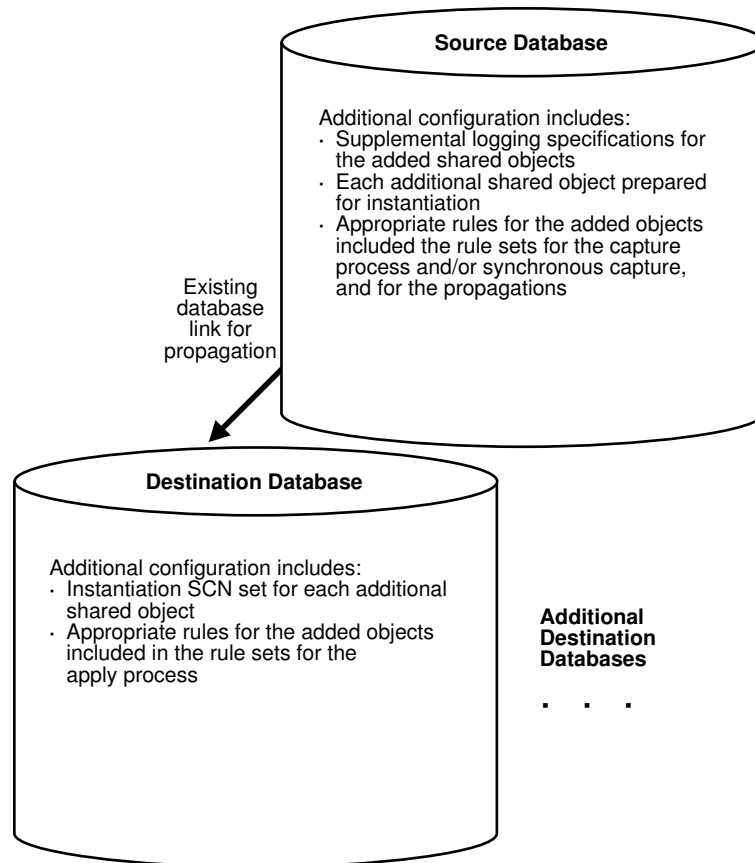 Source Database
Additional configuration includes:
· Supplemental logging specifications for
the added shared objects
· Each additional shared object prepared
for instantiation
· Appropriate rules for the added objects
included the rule sets for the capture
process and/or synchronous capture,
and for the propagations
Existing
database
link for
propagation
Destination Database
Additional configuration includes:
· Instantiation SCN set for each additional
shared object
· Appropriate rules for the added objects
included in the rule sets for the
apply process
Additional
Destination
Databases
. . .